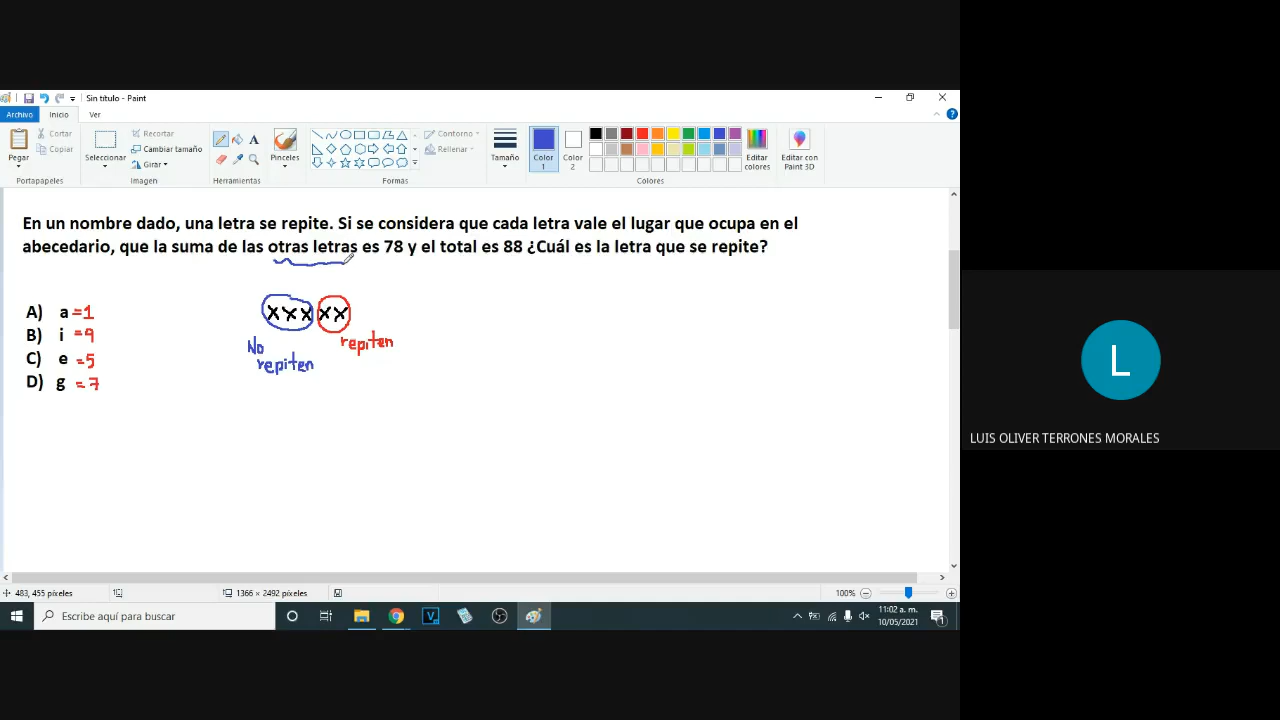 Sin título - Paint
Archivo Inicio Ver
Pegar
Cortar
Copiar
Portapapeles
Seleccionar
Recortar
Cambiar tamaño
Girar
Imagen
A
Herramientas
Pinceles
Contorno
Rellenar
Formas
Tamaño
Color 1
Color 2
Editar colores
Editar con Paint 3D
Colores
En un nombre dado, una letra se repite. Si se considera que cada letra vale el lugar que ocupa en el
abecedario, que la suma de las otras letras es 78 y el total es 88 ¿Cuál es la letra que se repite?
A) a =1
B) i =9
C) e =5
D) g =7
X X X X X
No
repiten
repiten
L
LUIS OLIVER TERRONES MORALES
483, 455 píxeles
1366 × 2492 píxeles
100%
Escribe aquí para buscar
V
11:02 a. m.
10/05/2021
1